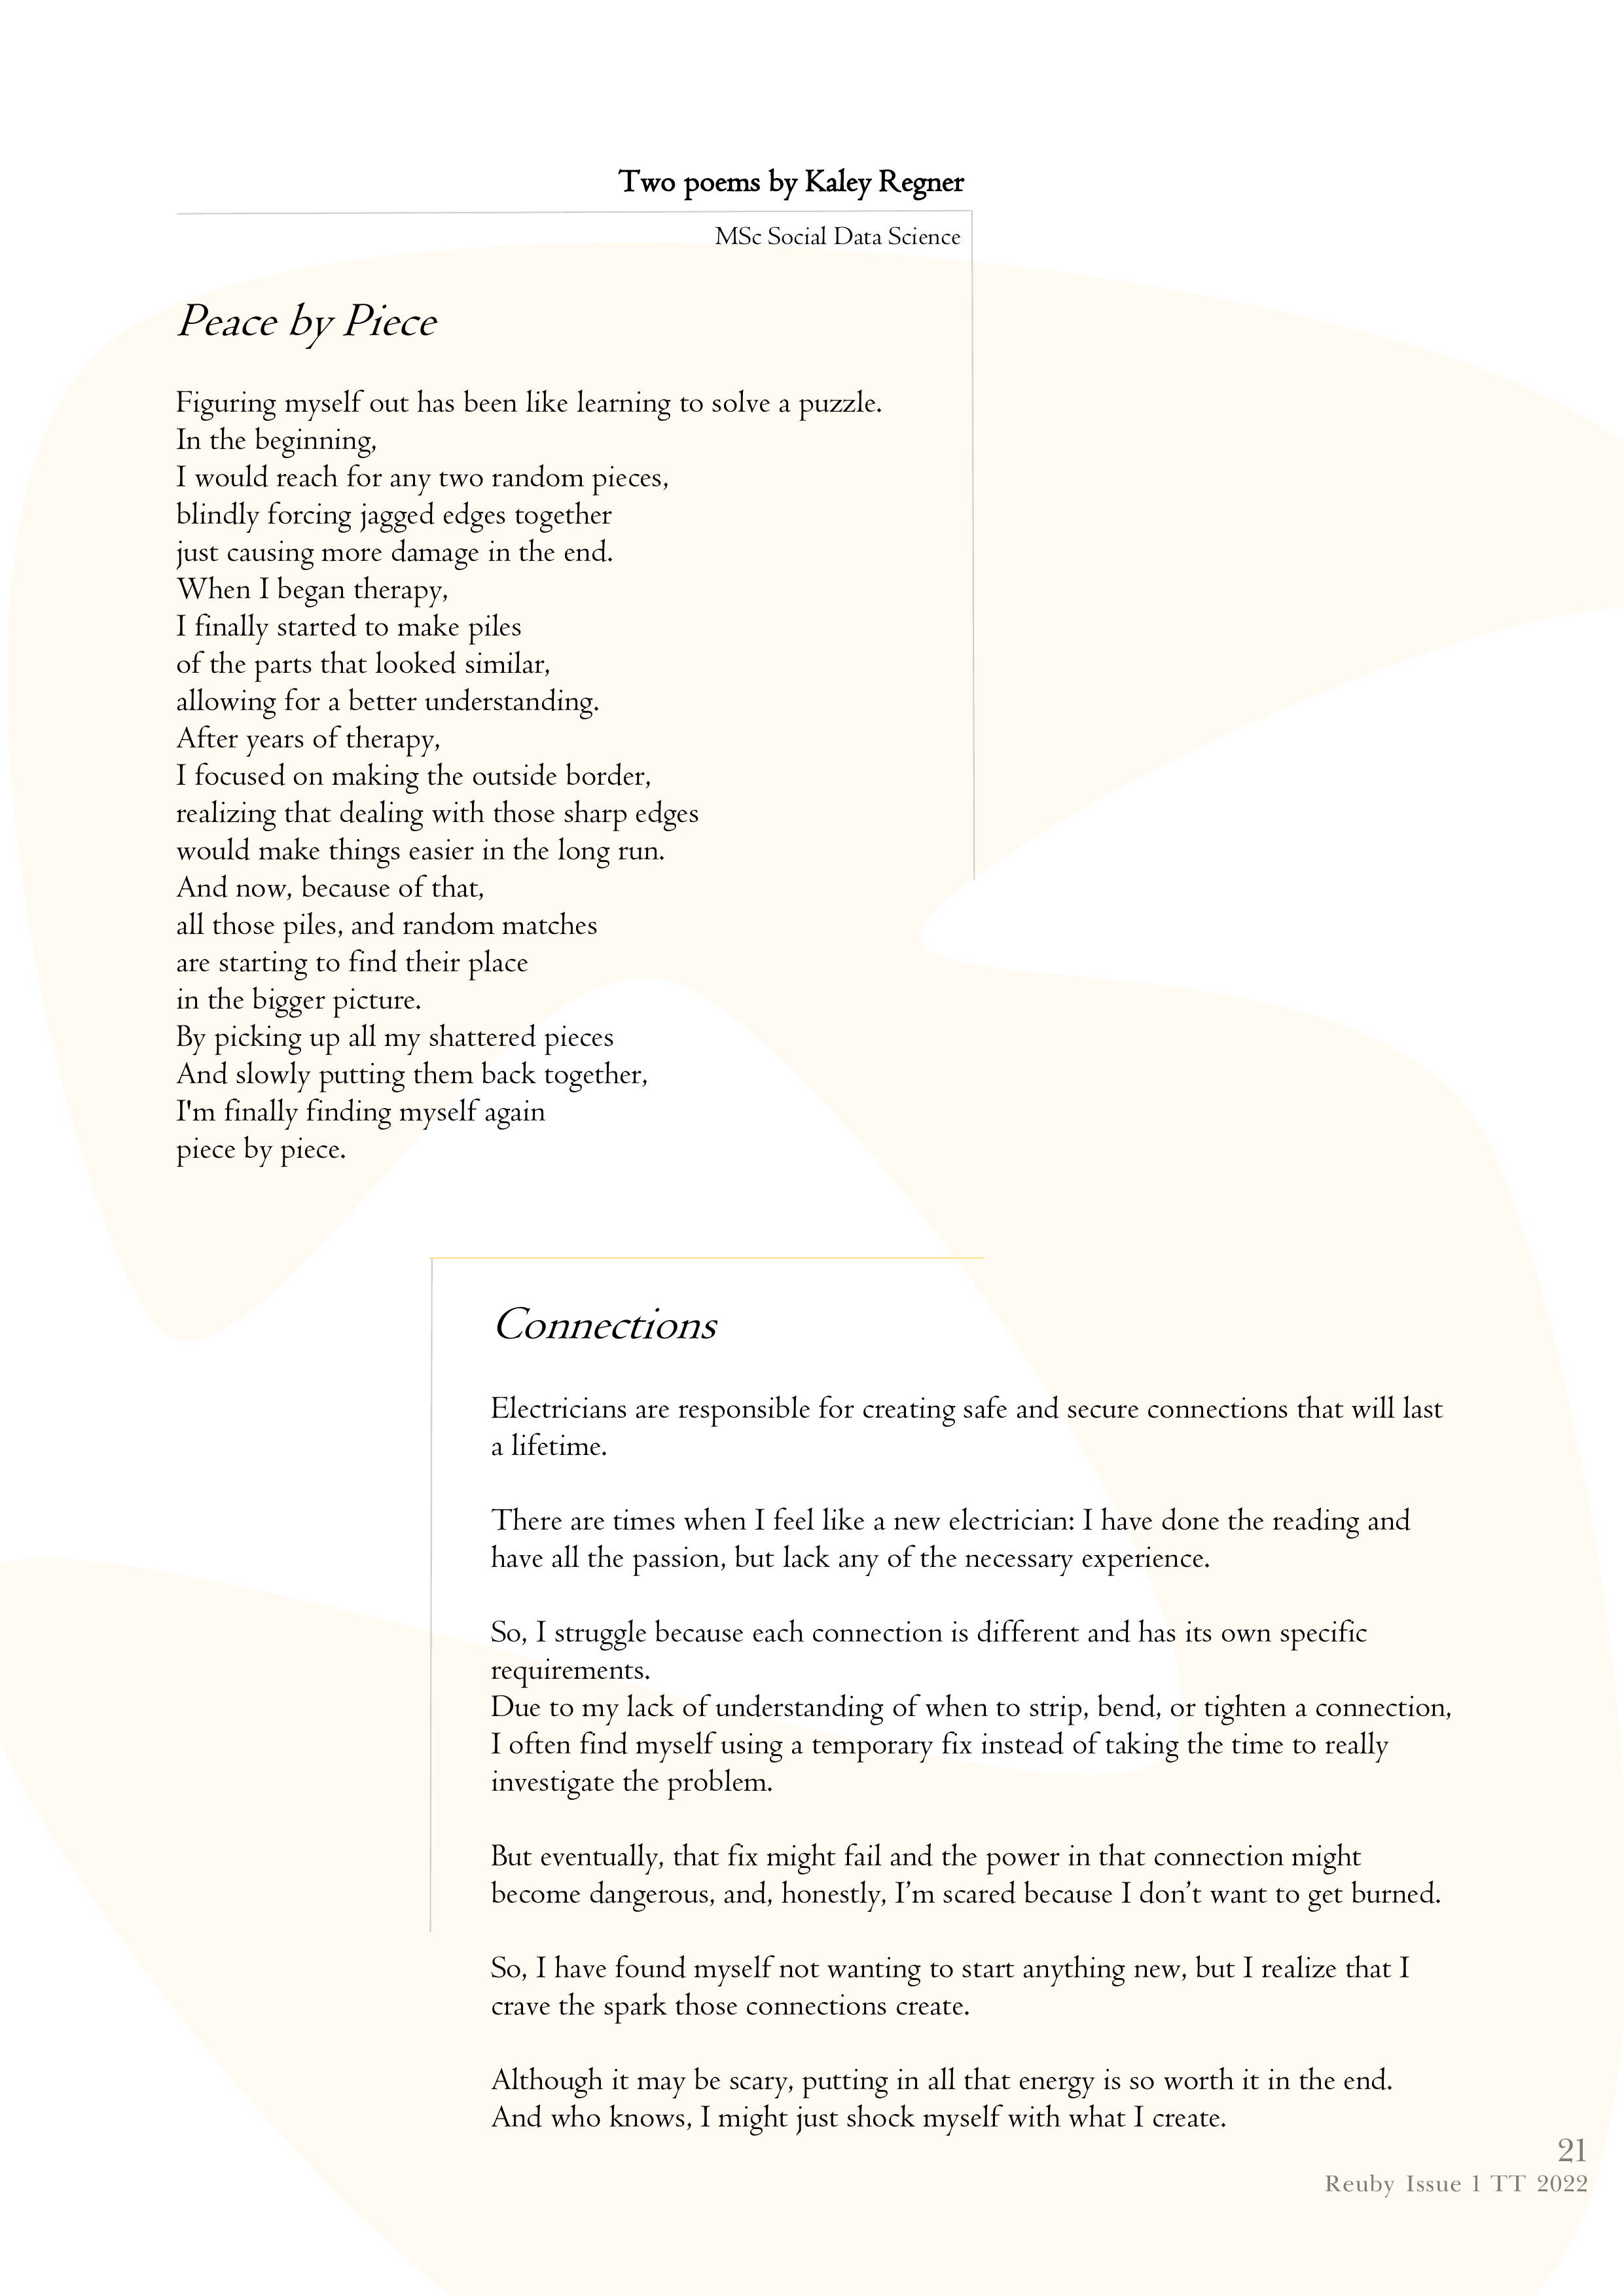 Two poems by Kaley Regner
MSc Social Data Science
Peace by Piece
Figuring myself out has been like learning to solve a puzzle.
In the beginning,
I would reach for any two random pieces,
blindly forcing jagged edges together
just causing more damage in the end.
When I began therapy,
I finally started to make piles
of the parts that looked similar,
allowing for a better understanding.
After years of therapy,
I focused on making the outside border,
realizing that dealing with those sharp edges
would make things easier in the long run.
And now, because of that,
all those piles, and random matches
are starting to find their place
in the bigger picture.
By picking up all my shattered pieces
And slowly putting them back together,
I'm finally finding myself again
piece by piece.
Connections
Electricians are responsible for creating safe and secure connections that will last
a lifetime.
There are times when I feel like a new electrician: I have done the reading and
have all the passion, but lack any of the necessary experience.
So, I struggle because each connection is different and has its own specific
requirements.
Due to my lack of understanding of when to strip, bend, or tighten a connection,
I often find myself using a temporary fix instead of taking the time to really
investigate the problem.
But eventually, that fix might fail and the power in that connection might
become dangerous, and, honestly, I’m scared because I don’t want to get burned.
So, I have found myself not wanting to start anything new, but I realize that I
crave the spark those connections create.
Although it may be scary, putting in all that energy is so worth it in the end.
And who knows, I might just shock myself with what I create.
21
Reuby Issue 1 TT 2022